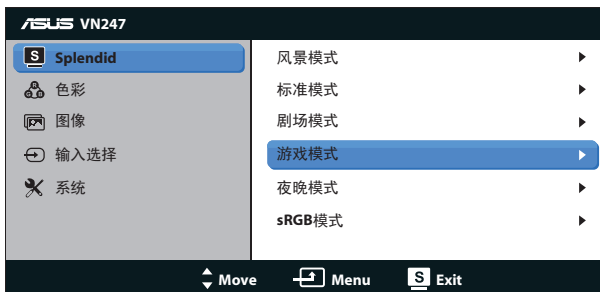 ASUS VN247
S Splendid
色彩
图像
输入选择
系统
风景模式
标准模式
剧场模式
游戏模式
夜晚模式
sRGB模式
Move Menu S Exit